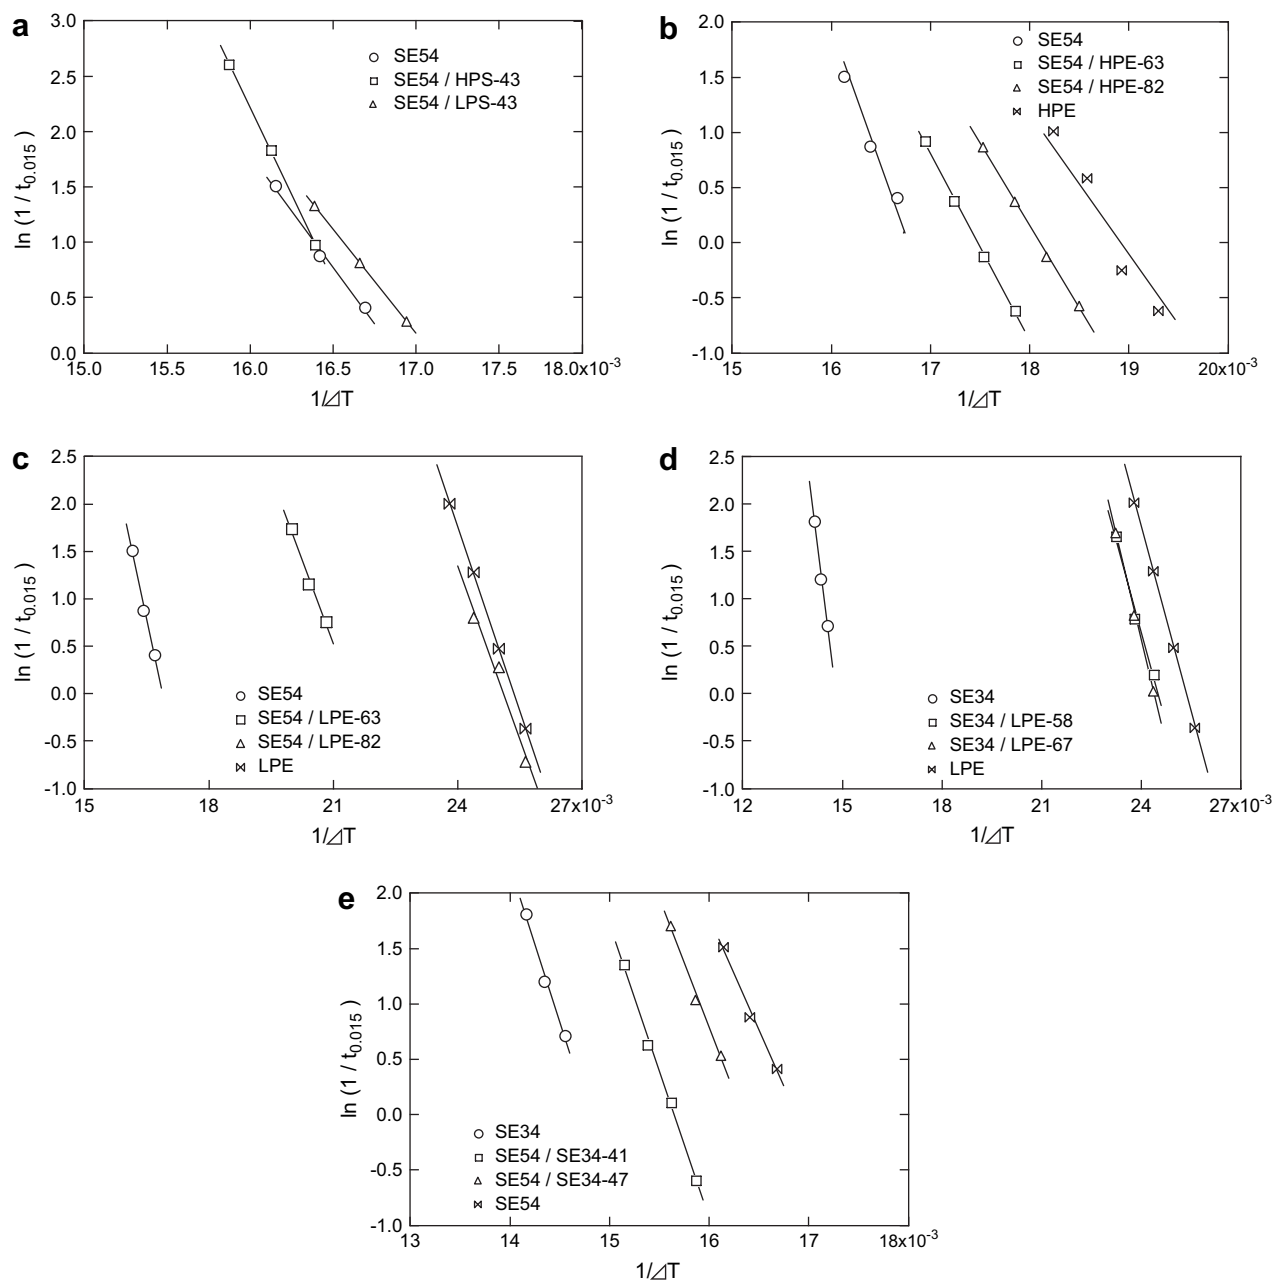 a
3.0
2.5
2.0
1.5
1.0
0.5
0.0
ln (1 / t0.015 )
SE54
SE54 / HPS-43
SE54 / LPS-43
15.0 15.5 16.0 16.5 17.0 17.5 18.0x10-3
1/⊿T
b
2.0
1.5
1.0
0.5
0.0
-0.5
-1.0
ln (1 / t0.015 )
SE54
SE54 / HPE-63
SE54 / HPE-82
HPE
15 16 17 18 19 20x10-3
1/⊿T
c
2.5
2.0
1.5
1.0
0.5
0.0
-0.5
-1.0
ln (1 / t0.015 )
SE54
SE54 / LPE-63
SE54 / LPE-82
LPE
15 18 21 24 27x10-3
1/⊿T
d
2.5
2.0
1.5
1.0
0.5
0.0
-0.5
-1.0
ln (1 / t0.015 )
SE34
SE34 / LPE-58
SE34 / LPE-67
LPE
12 15 18 21 24 27x10-3
1/⊿T
e
2.0
1.5
1.0
0.5
0.0
-0.5
-1.0
ln (1 / t0.015 )
SE34
SE54 / SE34-41
SE54 / SE34-47
SE54
13 14 15 16 17 18x10-3
1/⊿T